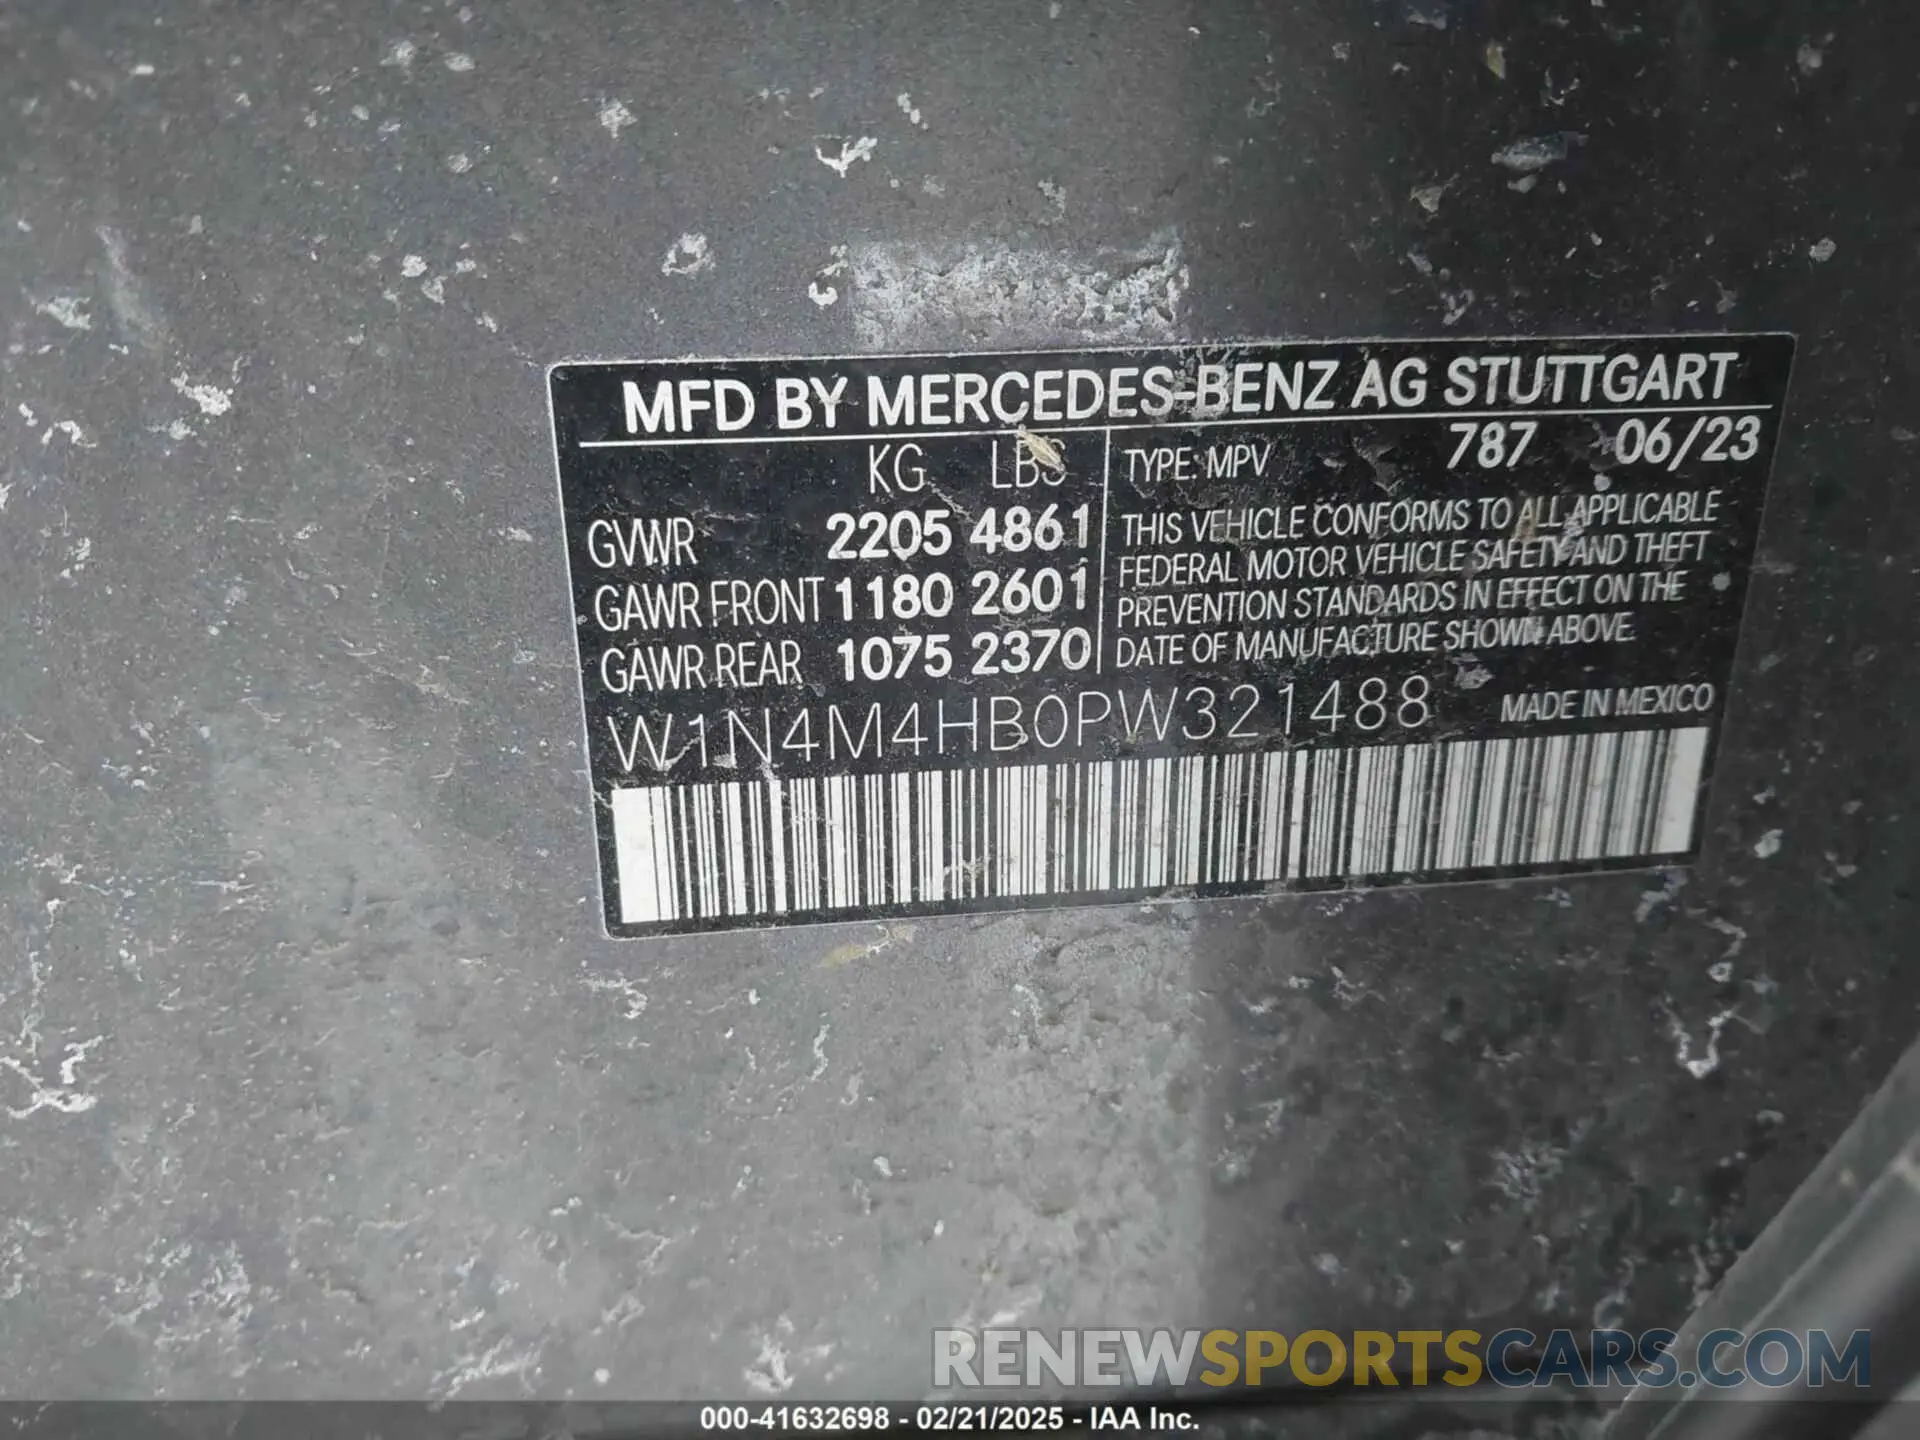 MFD BY MERCEDES-BENZ AG STUTTGART
KG LBS
TYPE: MPV 787 06/23
GVWR 2205 4861
GAWR FRONT 1180 2601
GAWR REAR 1075 2370
THIS VEHICLE CONFORMS TO ALL APPLICABLE
FEDERAL MOTOR VEHICLE SAFETY AND THEFT
PREVENTION STANDARDS IN EFFECT ON THE
DATE OF MANUFACTURE SHOWN ABOVE.
W1N4M4HB0PW321488 MADE IN MEXICO
RENEWSPORTSCARS.COM
000-41632698 - 02/21/2025 - IAA Inc.